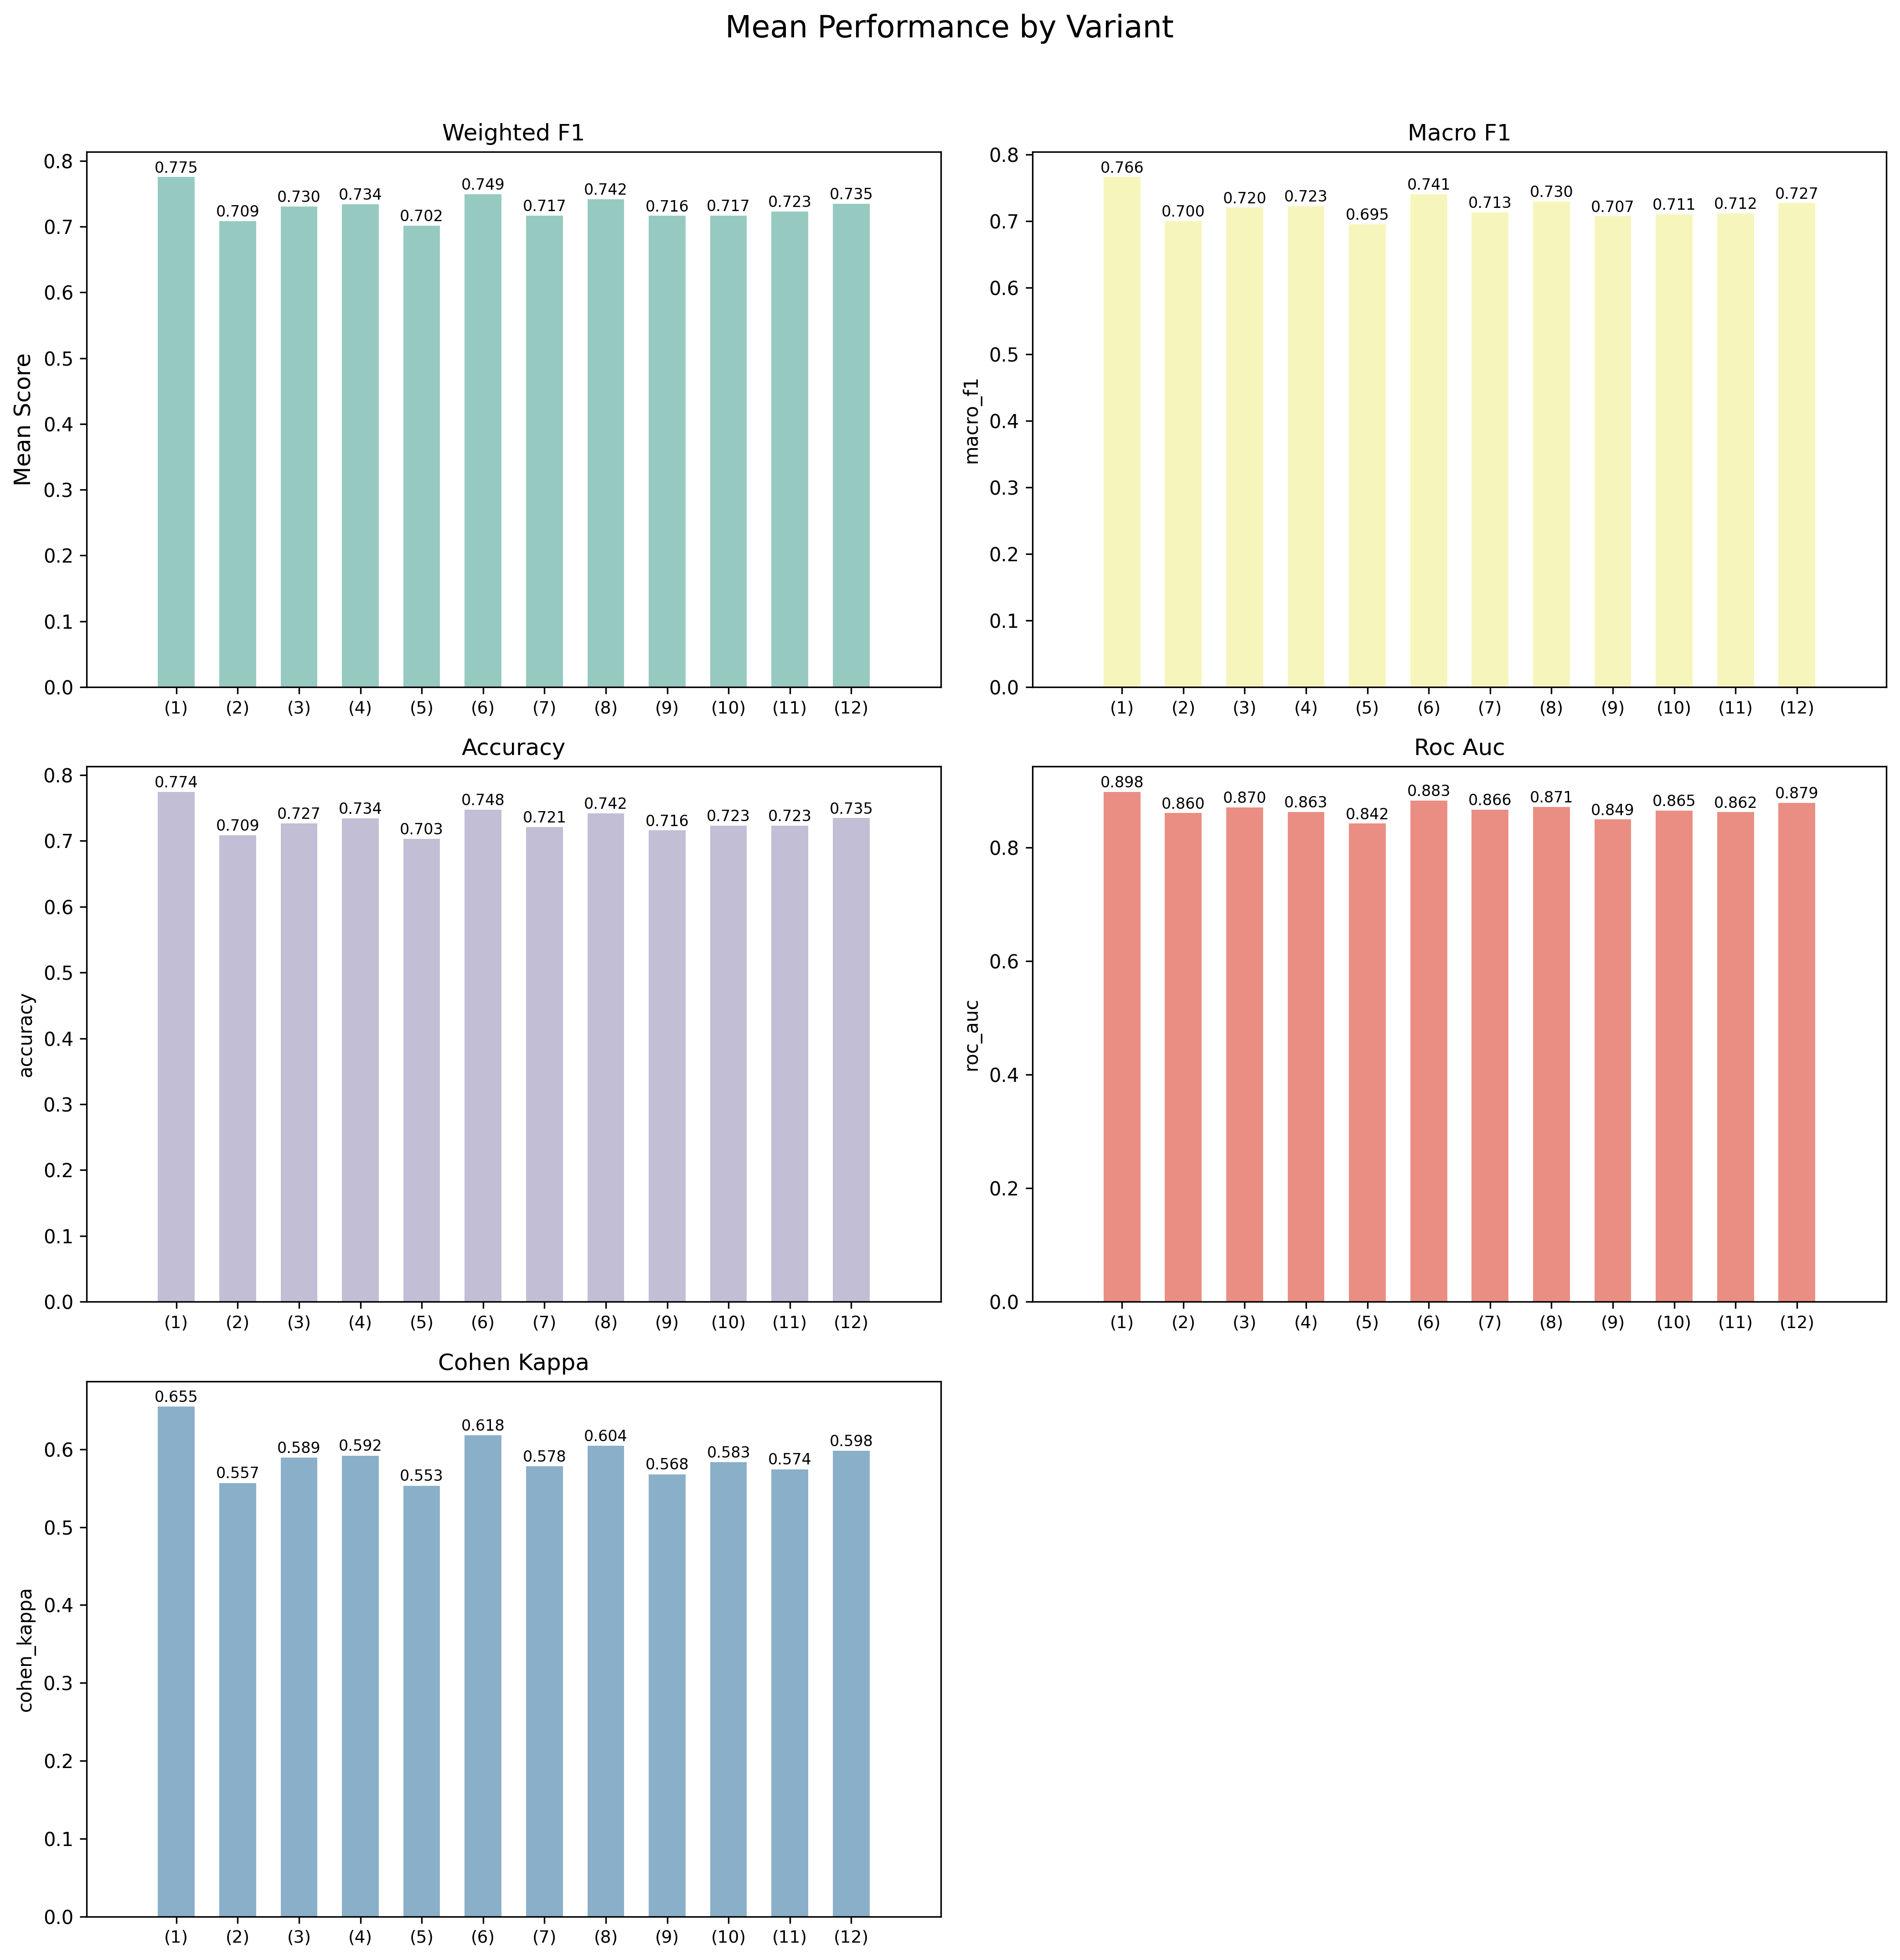 Mean Performance by Variant
Weighted F1
Mean Score
0.8
0.7
0.6
0.5
0.4
0.3
0.2
0.1
0.0
0.775 0.709 0.730 0.734 0.702 0.749 0.717 0.742 0.716 0.717 0.723 0.735
(1) (2) (3) (4) (5) (6) (7) (8) (9) (10) (11) (12)
Macro F1
macro_f1
0.8
0.7
0.6
0.5
0.4
0.3
0.2
0.1
0.0
0.766 0.700 0.720 0.723 0.695 0.741 0.713 0.730 0.707 0.711 0.712 0.727
(1) (2) (3) (4) (5) (6) (7) (8) (9) (10) (11) (12)
Accuracy
accuracy
0.8
0.7
0.6
0.5
0.4
0.3
0.2
0.1
0.0
0.774 0.709 0.727 0.734 0.703 0.748 0.721 0.742 0.716 0.723 0.723 0.735
(1) (2) (3) (4) (5) (6) (7) (8) (9) (10) (11) (12)
Roc Auc
roc_auc
0.8
0.6
0.4
0.2
0.0
0.898 0.860 0.870 0.863 0.842 0.883 0.866 0.871 0.849 0.865 0.862 0.879
(1) (2) (3) (4) (5) (6) (7) (8) (9) (10) (11) (12)
Cohen Kappa
cohen_kappa
0.6
0.5
0.4
0.3
0.2
0.1
0.0
0.655 0.557 0.589 0.592 0.553 0.618 0.578 0.604 0.568 0.583 0.574 0.598
(1) (2) (3) (4) (5) (6) (7) (8) (9) (10) (11) (12)